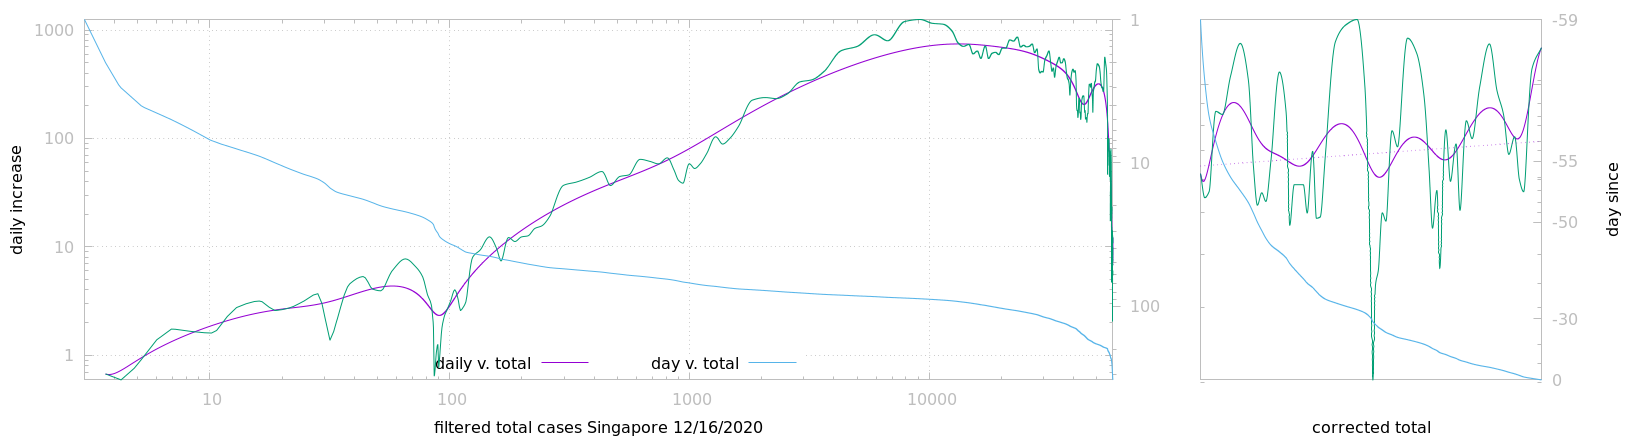 1000
100
10
1
daily increase
10
100
1000
10000
filtered total cases Singapore 12/16/2020
daily v. total
day v. total
1
10
100
-59
-55
-50
-30
0
day since
corrected total